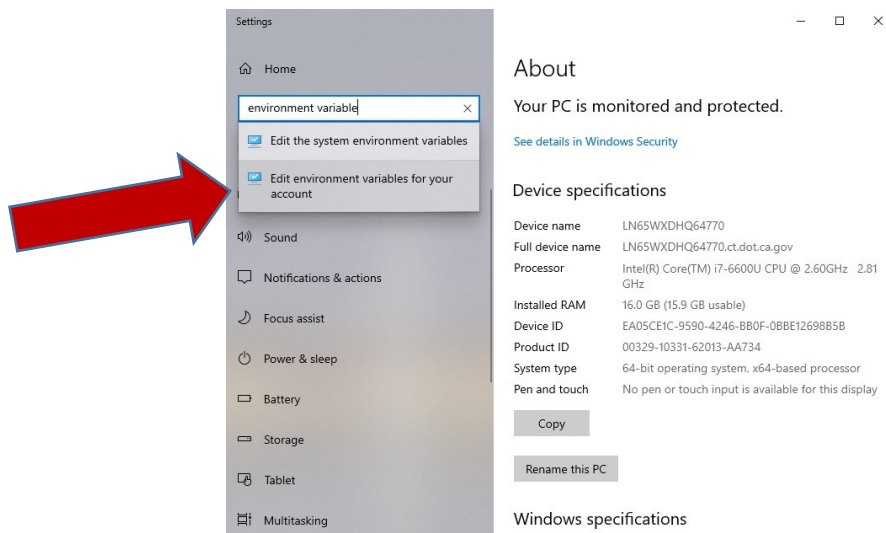 Settings
Home
environment variable
Edit the system environment variables
Edit environment variables for your
account
Sound
Notifications & actions
Focus assist
Power & sleep
Battery
Storage
Tablet
Multitasking
About
Your PC is monitored and protected.
See details in Windows Security
Device specifications
Device name LN65WXDHQ64770
Full device name LN65WXDHQ64770.ct.dot.ca.gov
Processor Intel(R) Core(TM) i7-6600U CPU @ 2.60GHz 2.81
GHz
Installed RAM 16.0 GB (15.9 GB usable)
Device ID EA05CE1C-9590-4246-BB0F-0BBE12698B5B
Product ID 00329-10331-62013-AA734
System type 64-bit operating system, x64-based processor
Pen and touch No pen or touch input is available for this display
Copy
Rename this PC
Windows specifications